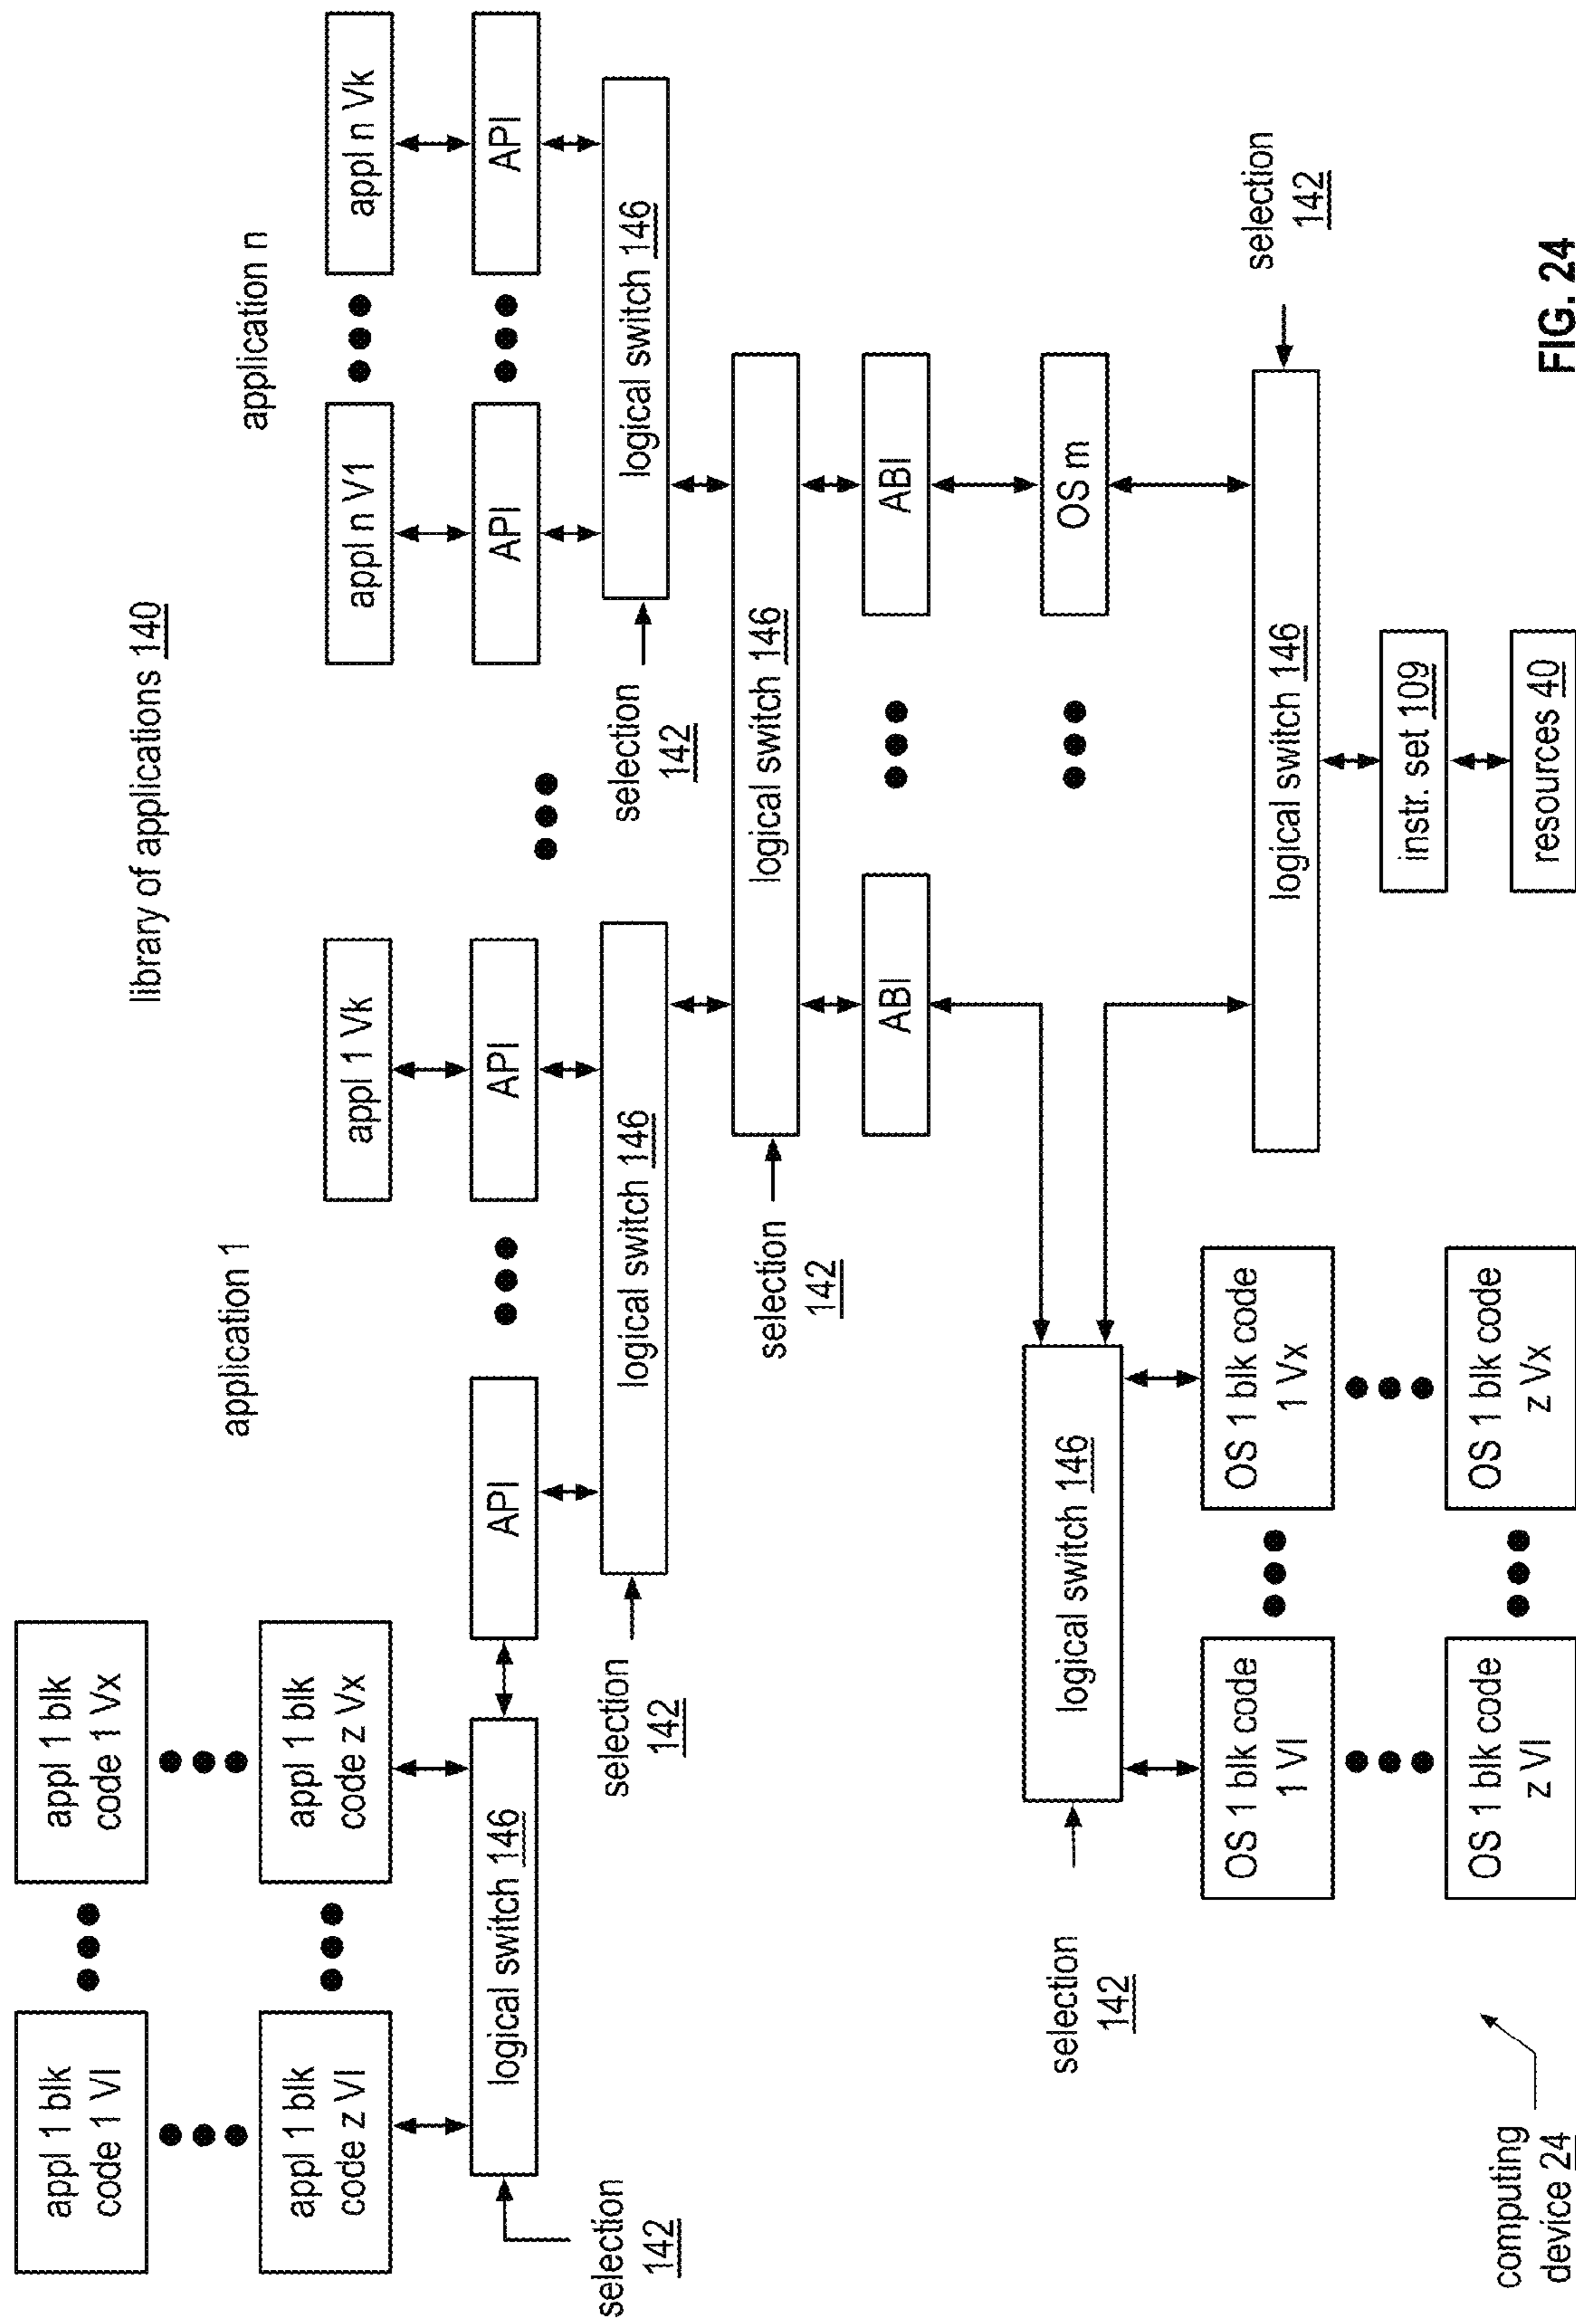 library of applications 140
application 1
application n
appl 1 blk
code 1 VI
appl 1 blk
code 1 Vx
appl 1 blk
code z VI
appl 1 blk
code z Vx
appl 1 Vk
appl n V1
appl n Vk
API
API
API
API
logical switch 146
selection
142
logical switch 146
selection
142
logical switch 146
selection
142
logical switch 146
selection
142
ABI
ABI
OS m
logical switch 146
selection
142
OS 1 blk code
1 VI
OS 1 blk code
1 Vx
OS 1 blk code
z VI
OS 1 blk code
z Vx
logical switch 146
selection
142
instr. set 109
resources 40
computing
device 24
FIG. 24